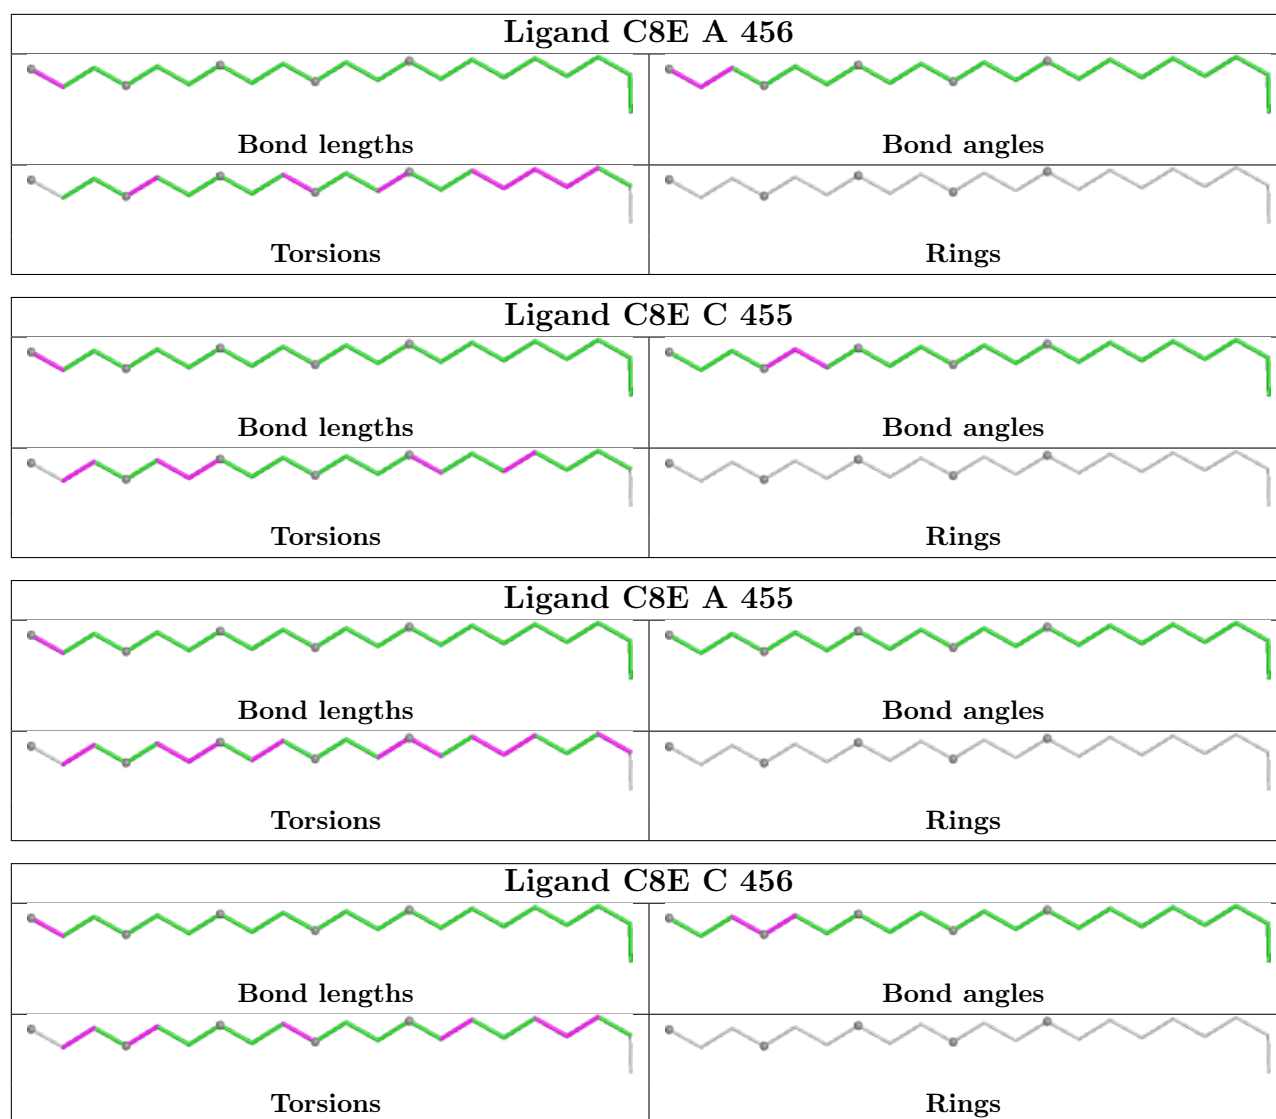 Ligand C8E A 456
Bond lengths
Bond angles
Torsions
Rings
Ligand C8E C 455
Bond lengths
Bond angles
Torsions
Rings
Ligand C8E A 455
Bond lengths
Bond angles
Torsions
Rings
Ligand C8E C 456
Bond lengths
Bond angles
Torsions
Rings